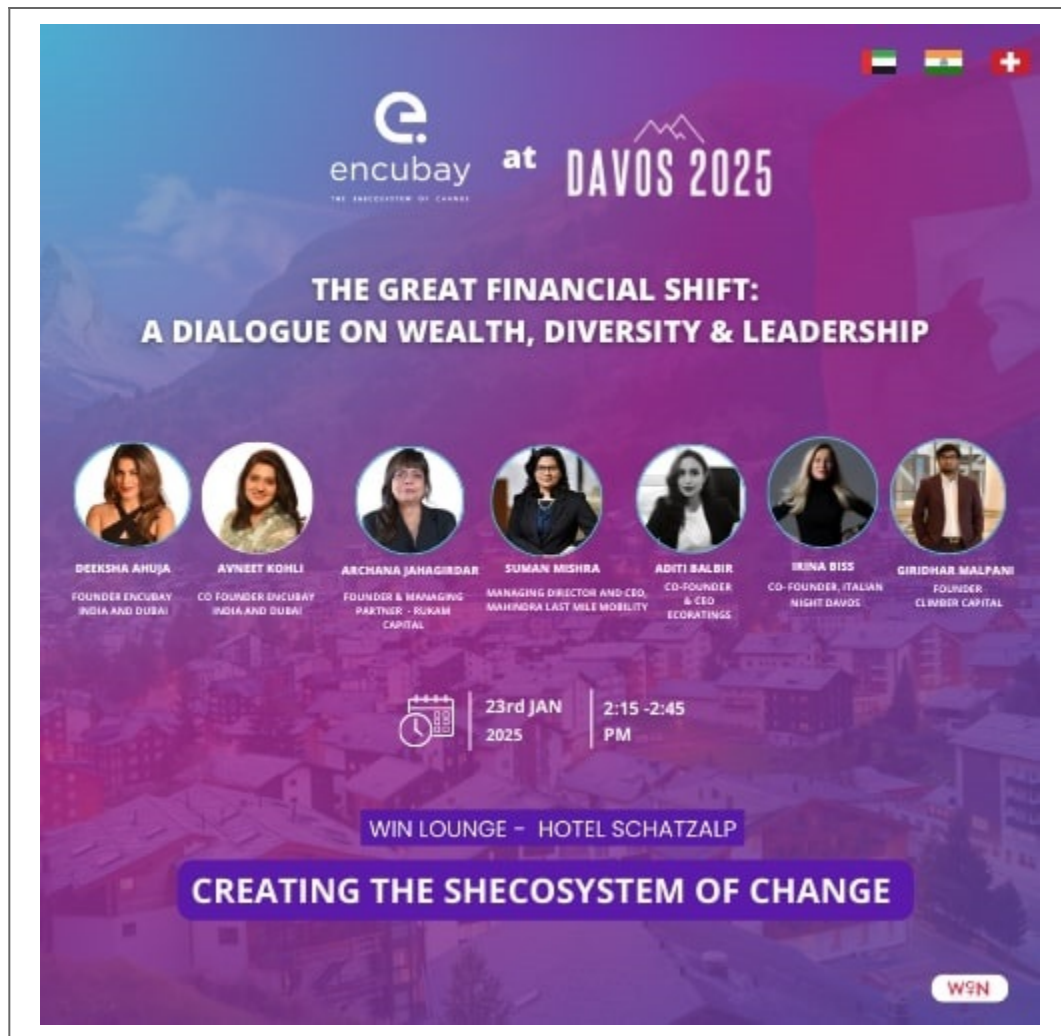 encubay
THE SHECOSYSTEM OF CHANGE
at
DAVOS 2025
THE GREAT FINANCIAL SHIFT:
A DIALOGUE ON WEALTH, DIVERSITY & LEADERSHIP
DEEKSHA AHUJA
FOUNDER ENCUBAY
INDIA AND DUBAI
AVNEET KOHLI
CO FOUNDER ENCUBAY
INDIA AND DUBAI
ARCHANA JAHAGIRDAR
FOUNDER & MANAGING
PARTNER - RUKAM
CAPITAL
SUMAN MISHRA
MANAGING DIRECTOR AND CEO,
MAHINDRA LAST MILE MOBILITY
ADITI BALBIR
CO-FOUNDER
& CEO
ECORATINGS
IRINA BISS
CO-FOUNDER, ITALIAN
NIGHT DAVOS
GIRIDHAR MALPANI
FOUNDER
CLIMBER CAPITAL
23rd JAN
2025
2:15 -2:45
PM
WIN LOUNGE - HOTEL SCHATZALP
CREATING THE SHECOSYSTEM OF CHANGE
WIN